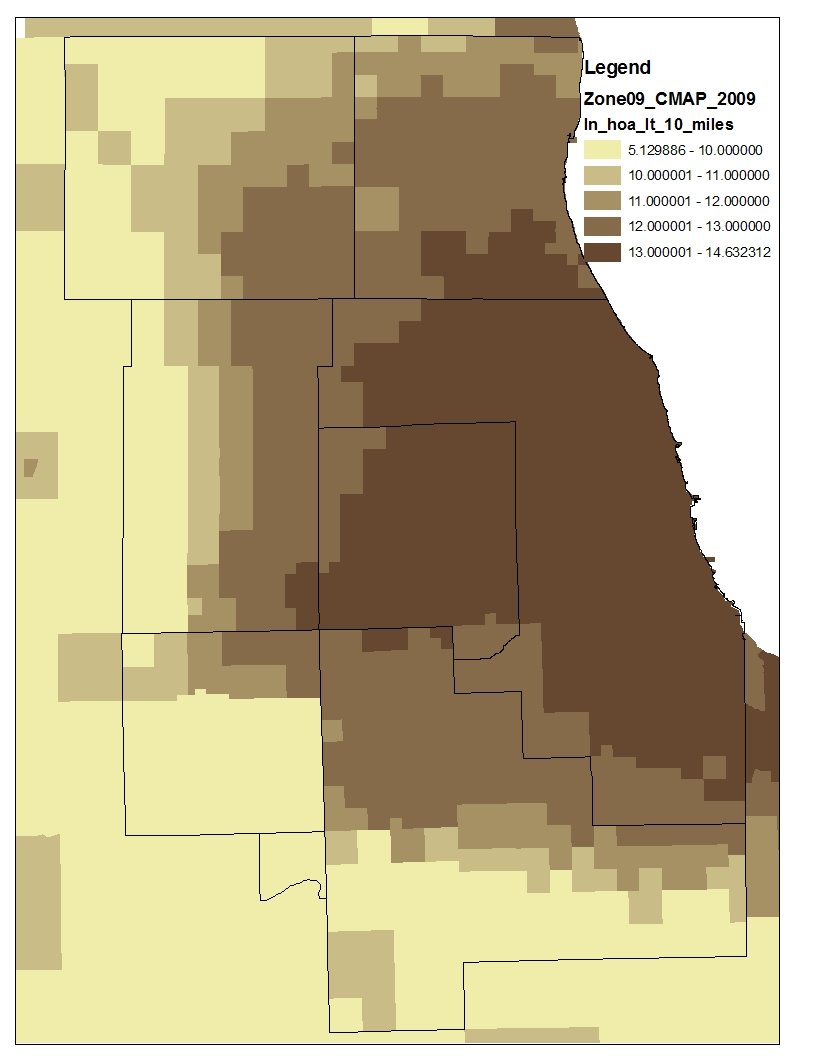 Legend
Zone09_CMAP_2009
ln_hoa_lt_10_miles
5.129886 - 10.000000
10.000001 - 11.000000
11.000001 - 12.000000
12.000001 - 13.000000
13.000001 - 14.632312